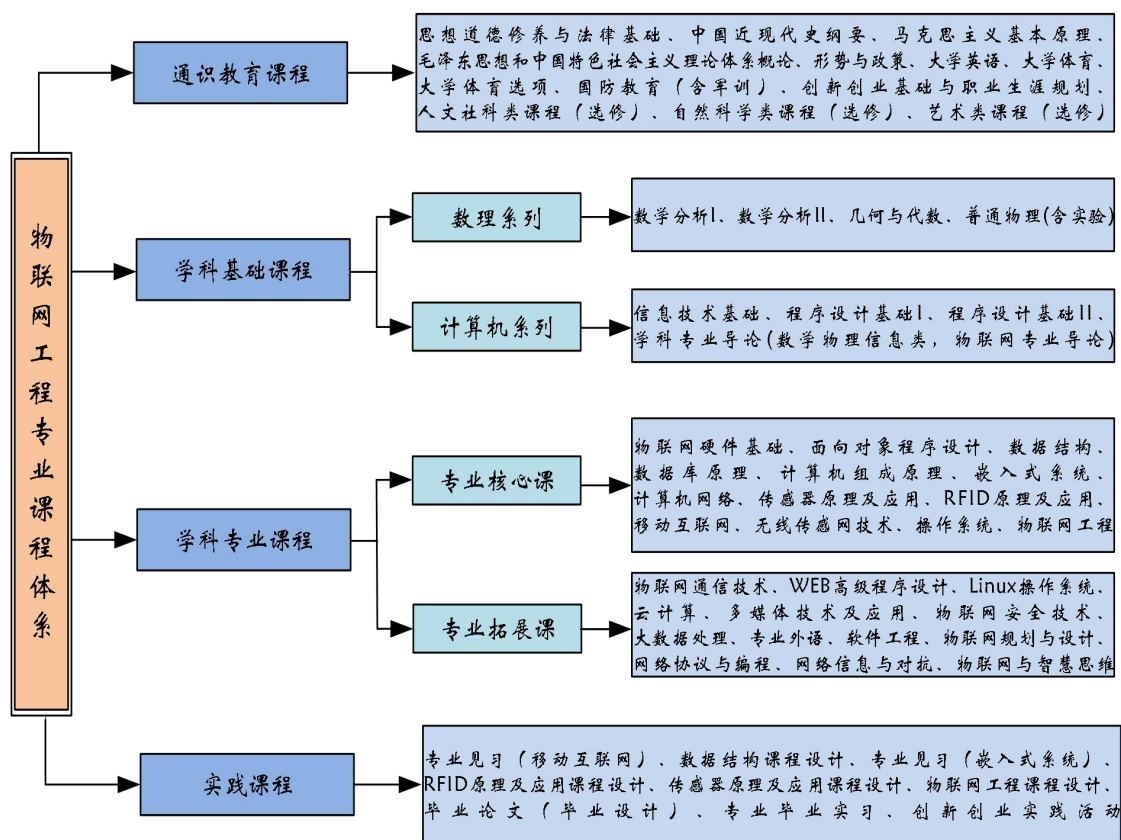 通识教育课程
思想道德修养与法律基础、中国近现代史纲要、马克思主义基本原理、
毛泽东思想和中国特色社会主义理论体系概论、形势与政策、大学英语、大学体育、
大学体育选项、国防教育（含军训）、创新创业基础与职业生涯规划、
人文社科类课程（选修）、自然科学类课程（选修）、艺术类课程（选修）
物联网工程专业课程体系
学科基础课程
数理系列
数学分析I、数学分析II、几何与代数、普通物理(含实验)
计算机系列
信息技术基础、程序设计基础I、程序设计基础II、
学科专业导论(数学物理信息类，物联网专业导论)
学科专业课程
专业核心课
物联网硬件基础、面向对象程序设计、数据结构、
数据库原理、计算机组成原理、嵌入式系统、
计算机网络、传感器原理及应用、RFID原理及应用、
移动互联网、无线传感网技术、操作系统、物联网工程
专业拓展课
物联网通信技术、WEB高级程序设计、Linux操作系统、
云计算、多媒体技术及应用、物联网安全技术、
大数据处理、专业外语、软件工程、物联网规划与设计、
网络协议与编程、网络信息与对抗、物联网与智慧思维
实践课程
专业见习（移动互联网）、数据结构课程设计、专业见习（嵌入式系统）、
RFID原理及应用课程设计、传感器原理及应用课程设计、物联网工程课程设计、
毕业论文（毕业设计）、专业毕业实习、创新创业实践活动